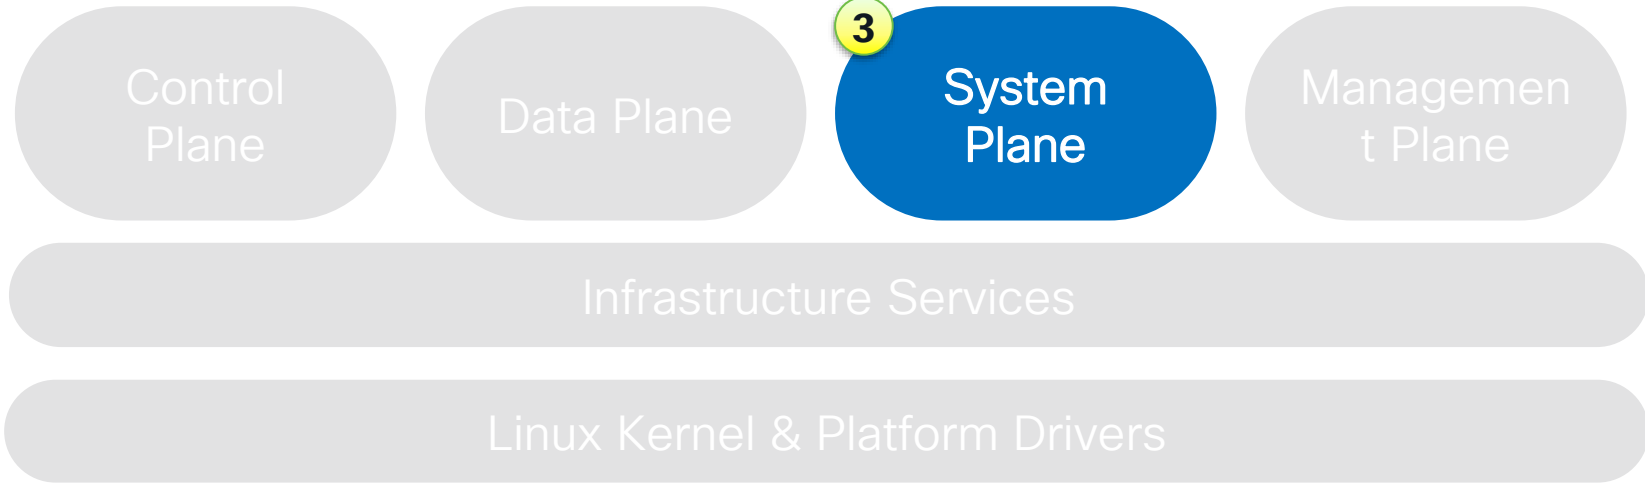 Control
Plane
Data Plane
3
System
Plane
Managemen
t Plane
Infrastructure Services
Linux Kernel & Platform Drivers